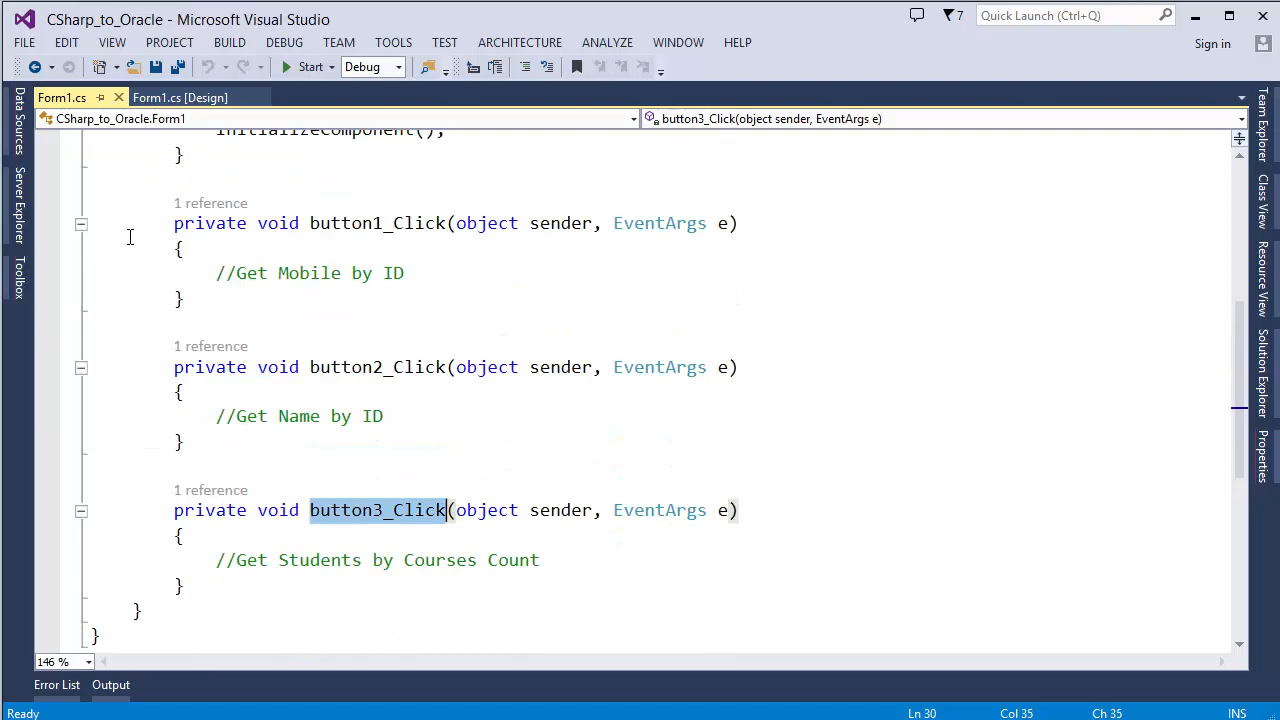 CSharp_to_Oracle - Microsoft Visual Studio
7
Quick Launch (Ctrl+Q)
FILE EDIT VIEW PROJECT BUILD DEBUG TEAM TOOLS TEST ARCHITECTURE ANALYZE WINDOW HELP
Sign in
Start Debug
Form1.cs Form1.cs [Design]
CSharp_to_Oracle.Form1 button3_Click(object sender, EventArgs e)
InitializeComponent();
}
1 reference
private void button1_Click(object sender, EventArgs e)
{
//Get Mobile by ID
}
1 reference
private void button2_Click(object sender, EventArgs e)
{
//Get Name by ID
}
1 reference
private void button3_Click(object sender, EventArgs e)
{
//Get Students by Courses Count
}
}
}
146 %
Data Sources
Server Explorer
Toolbox
Team Explorer
Class View
Resource View
Solution Explorer
Properties
Error List Output
Ready Ln 30 Col 35 Ch 35 INS